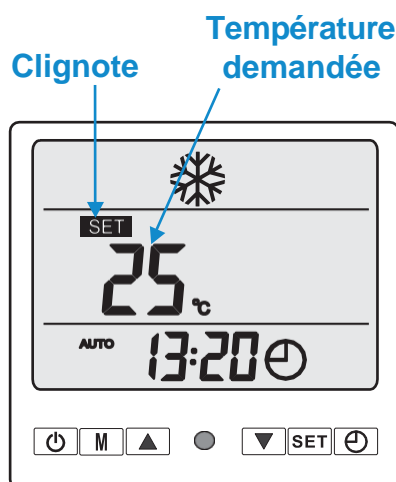 Température
Clignote demandée
SET
25 °C
AUTO 13:20
M SET